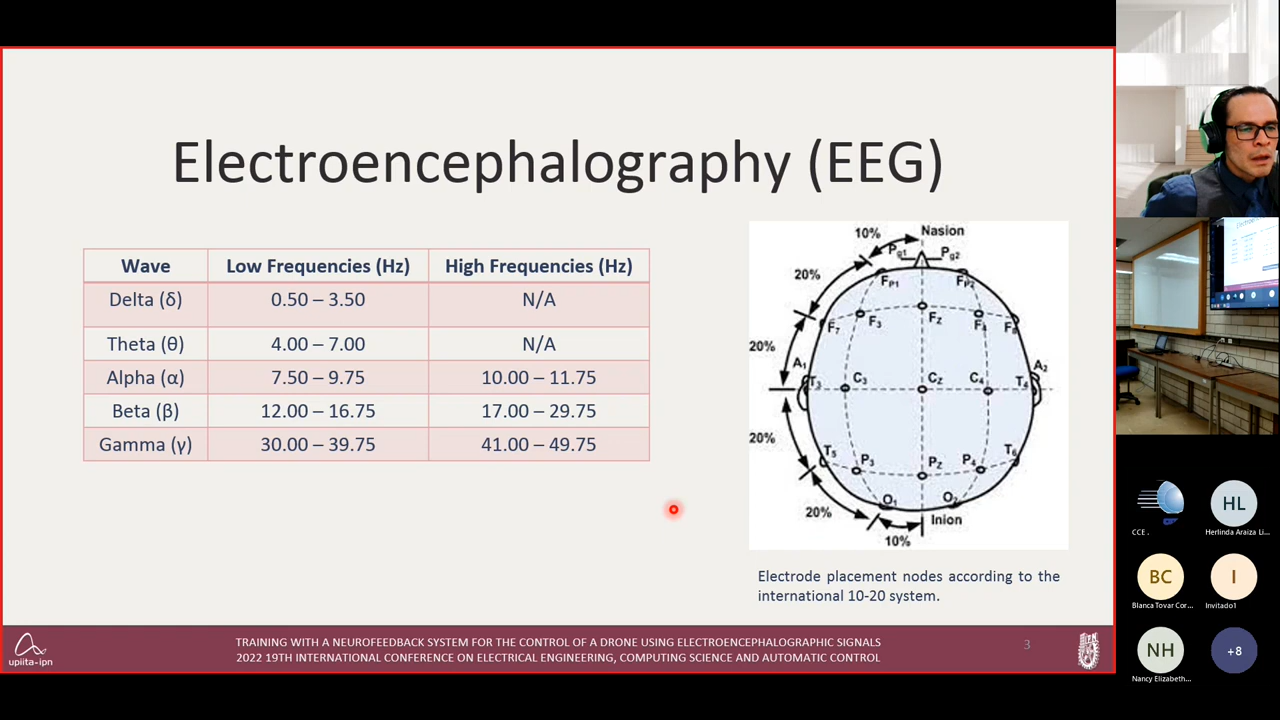 Electroencephalography (EEG)
Wave Low Frequencies (Hz) High Frequencies (Hz)
Delta (δ) 0.50 – 3.50 N/A
Theta (θ) 4.00 – 7.00 N/A
Alpha (α) 7.50 – 9.75 10.00 – 11.75
Beta (β) 12.00 – 16.75 17.00 – 29.75
Gamma (γ) 30.00 – 39.75 41.00 – 49.75
10% Nasion
Pg1 Pg2
20% FP1 FP2
F7 F3 FZ F4 F8
20%
A1 A2
T3 C3 CZ C4 T4
20%
T5 P3 PZ P4 T6
20% O1 O2
Inion
10%
Electrode placement nodes according to the
international 10-20 system.
upiita-ipn
TRAINING WITH A NEUROFEEDBACK SYSTEM FOR THE CONTROL OF A DRONE USING ELECTROENCEPHALOGRAPHIC SIGNALS
2022 19TH INTERNATIONAL CONFERENCE ON ELECTRICAL ENGINEERING, COMPUTING SCIENCE AND AUTOMATIC CONTROL
3
HL
CCE .
Herlinda Araiza Li...
BC
I
Blanca Tovar Cor...
Invitado1
NH
+8
Nancy Elizabeth...